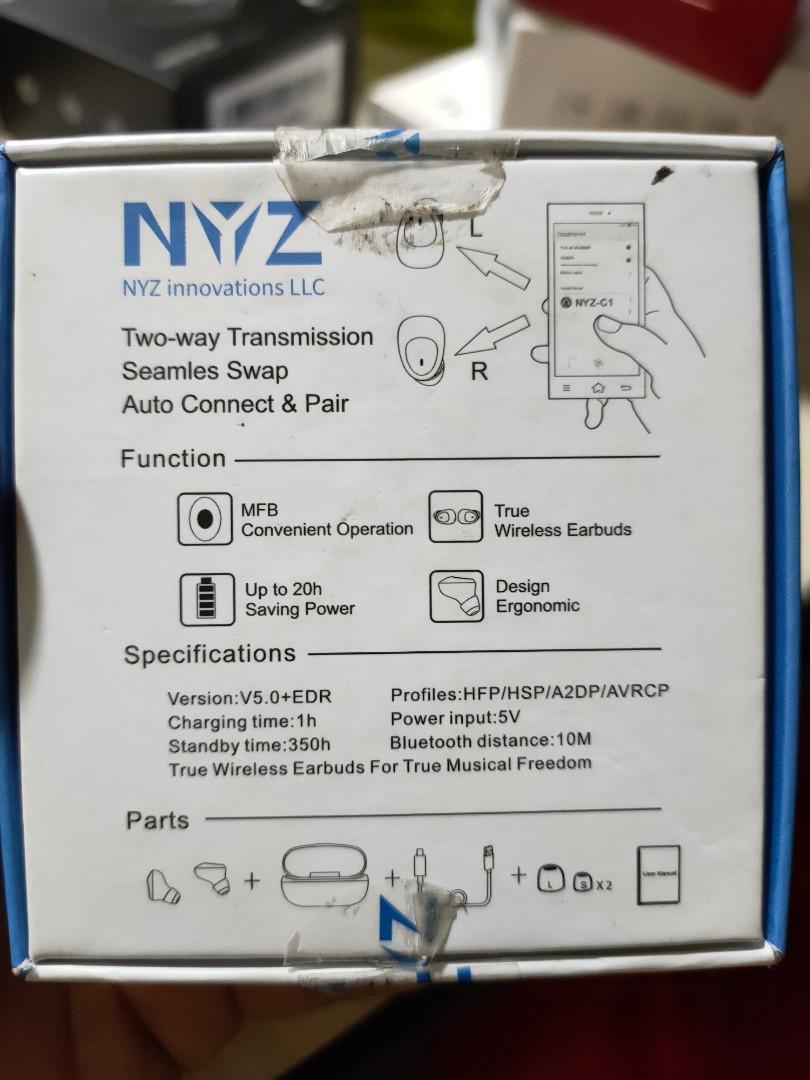 NYZ
NYZ innovations LLC
Two-way Transmission
Seamles Swap
Auto Connect & Pair
L
R
NYZ-C1
Function
MFB
Convenient Operation
True
Wireless Earbuds
Up to 20h
Saving Power
Design
Ergonomic
Specifications
Version:V5.0+EDR
Profiles:HFP/HSP/A2DP/AVRCP
Charging time:1h
Power input:5V
Standby time:350h
Bluetooth distance:10M
True Wireless Earbuds For True Musical Freedom
Parts
+ + + L S X2
User Manual